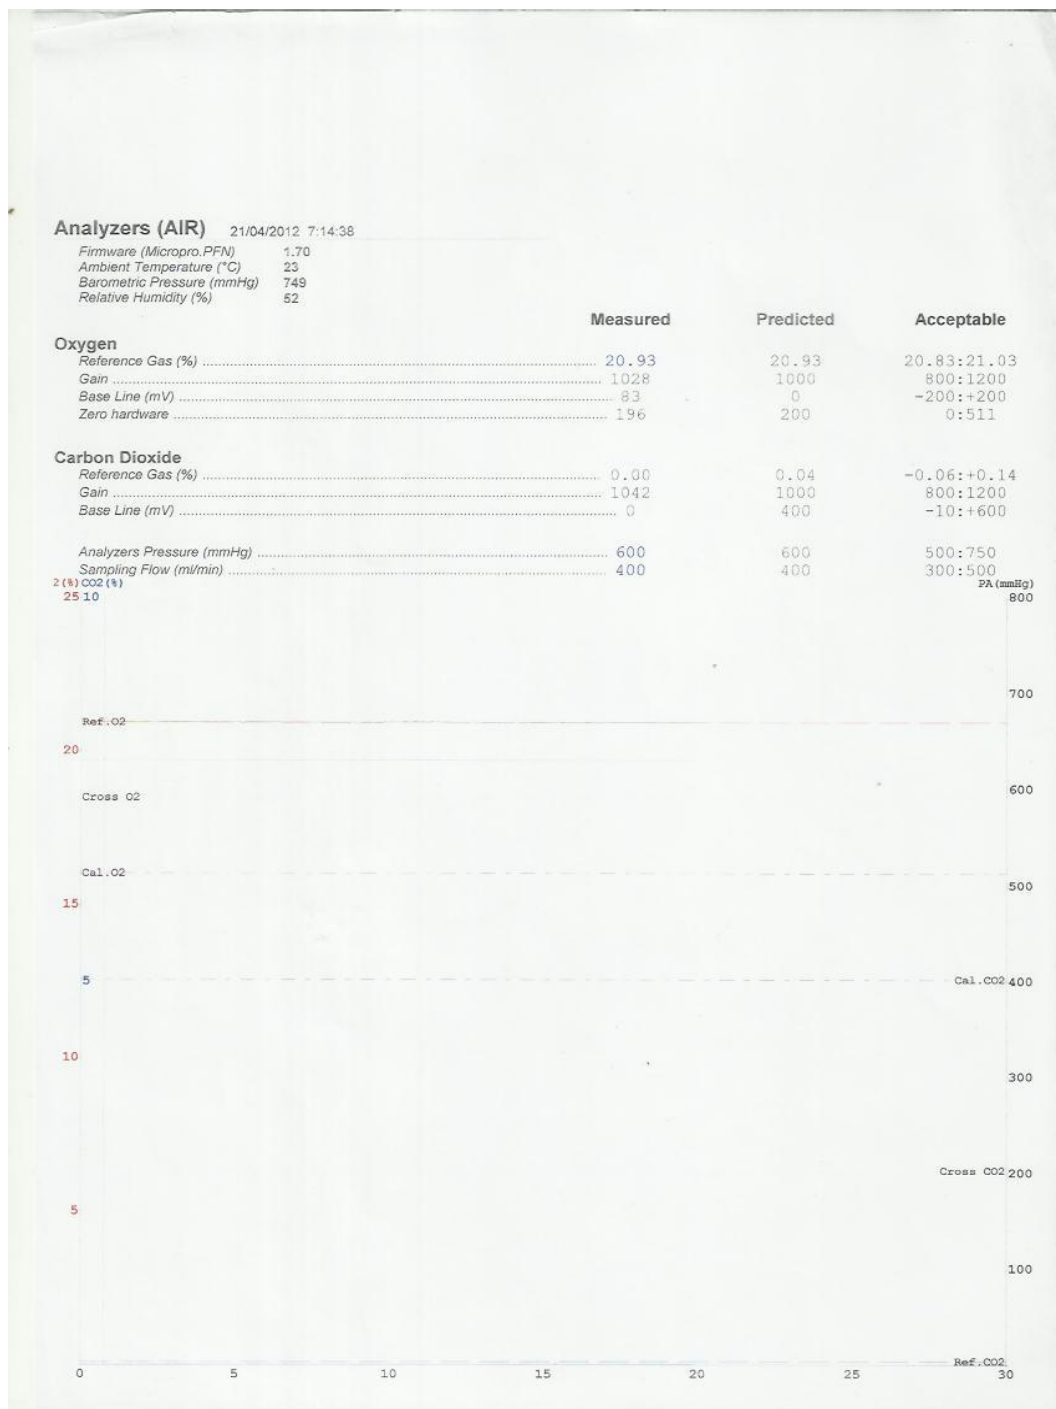 Analyzers (AIR) 21/04/2012 7:14:38
Firmware (Micropro.PFN) 1.70
Ambient Temperature (°C) 23
Barometric Pressure (mmHg) 749
Relative Humidity (%) 52
Measured Predicted Acceptable
Oxygen
Reference Gas (%) 20.93 20.93 20.83:21.03
Gain 1028 1000 800:1200
Base Line (mV) 83 0 -200:+200
Zero hardware 196 200 0:511
Carbon Dioxide
Reference Gas (%) 0.00 0.04 -0.06:+0.14
Gain 1042 1000 800:1200
Base Line (mV) 0 400 -10:+600
Analyzers Pressure (mmHg) 600 600 500:750
Sampling Flow (ml/min) 400 400 300:500
2(%) CO2(%) PA(mmHg)
25 10 800
700
Ref.O2
20
600
Cross O2
Cal.O2
500
15
5 Cal.CO2 400
10
300
Cross CO2 200
5
100
Ref.CO2
0 5 10 15 20 25 30